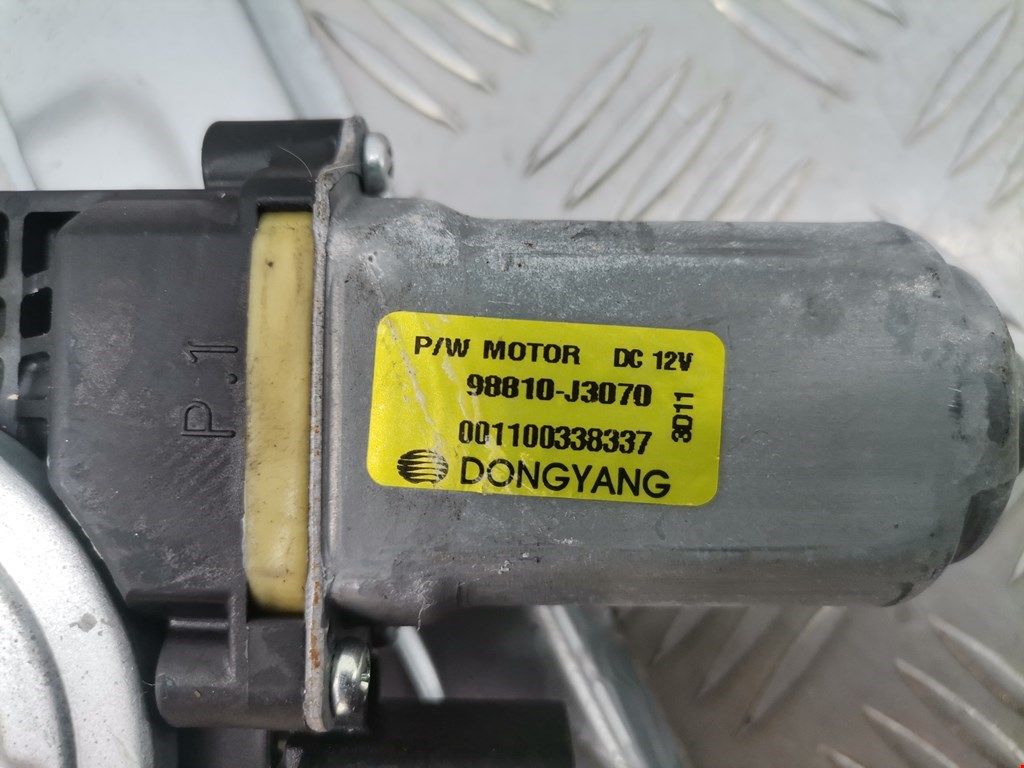 P/W MOTOR DC 12V
98810-J3070
001100338337
3D11
DONGYANG
P.1